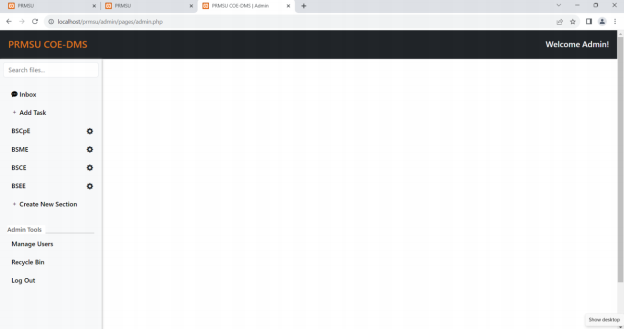 PRMSU
PRMSU
PRMSU COE-DMS | Admin
localhost/prmsu/admin/pages/admin.php
PRMSU COE-DMS
Welcome Admin!
Search files...
Inbox
+ Add Task
BSCpE
BSME
BSCE
BSEE
+ Create New Section
Admin Tools
Manage Users
Recycle Bin
Log Out
Show desktop